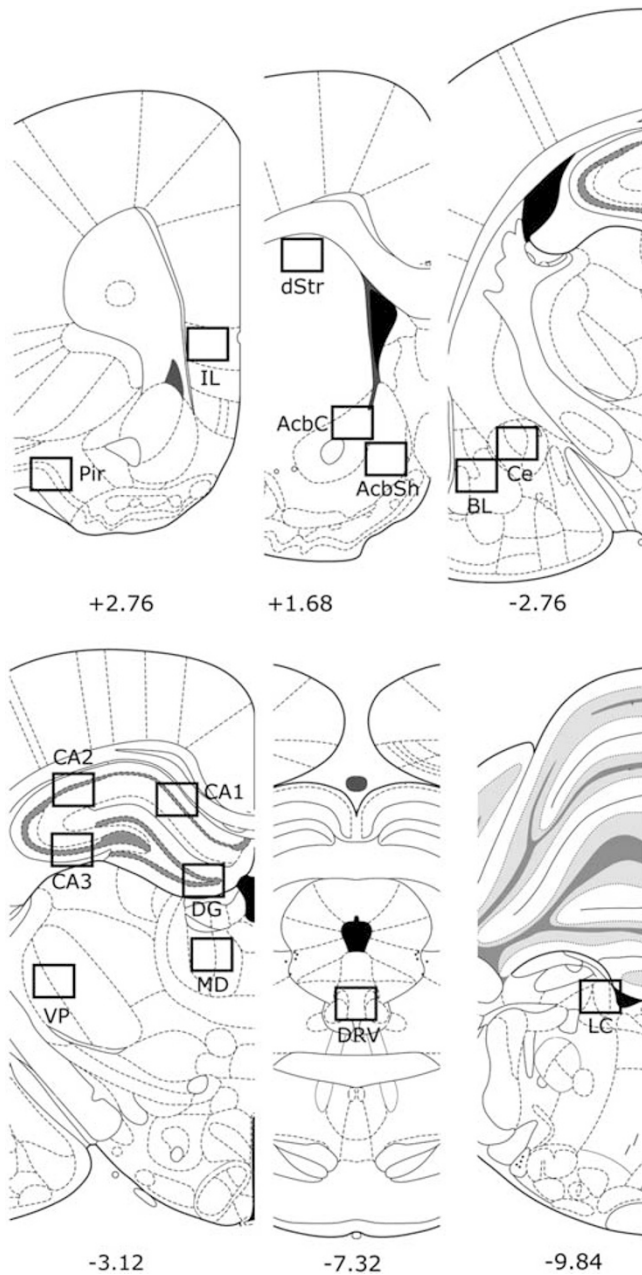 dStr
IL
AcbC
Pir
AcbSh
Ce
BL
+2.76
+1.68
-2.76
CA2
CA1
CA3
DG
MD
VP
DRV
LC
-3.12
-7.32
-9.84